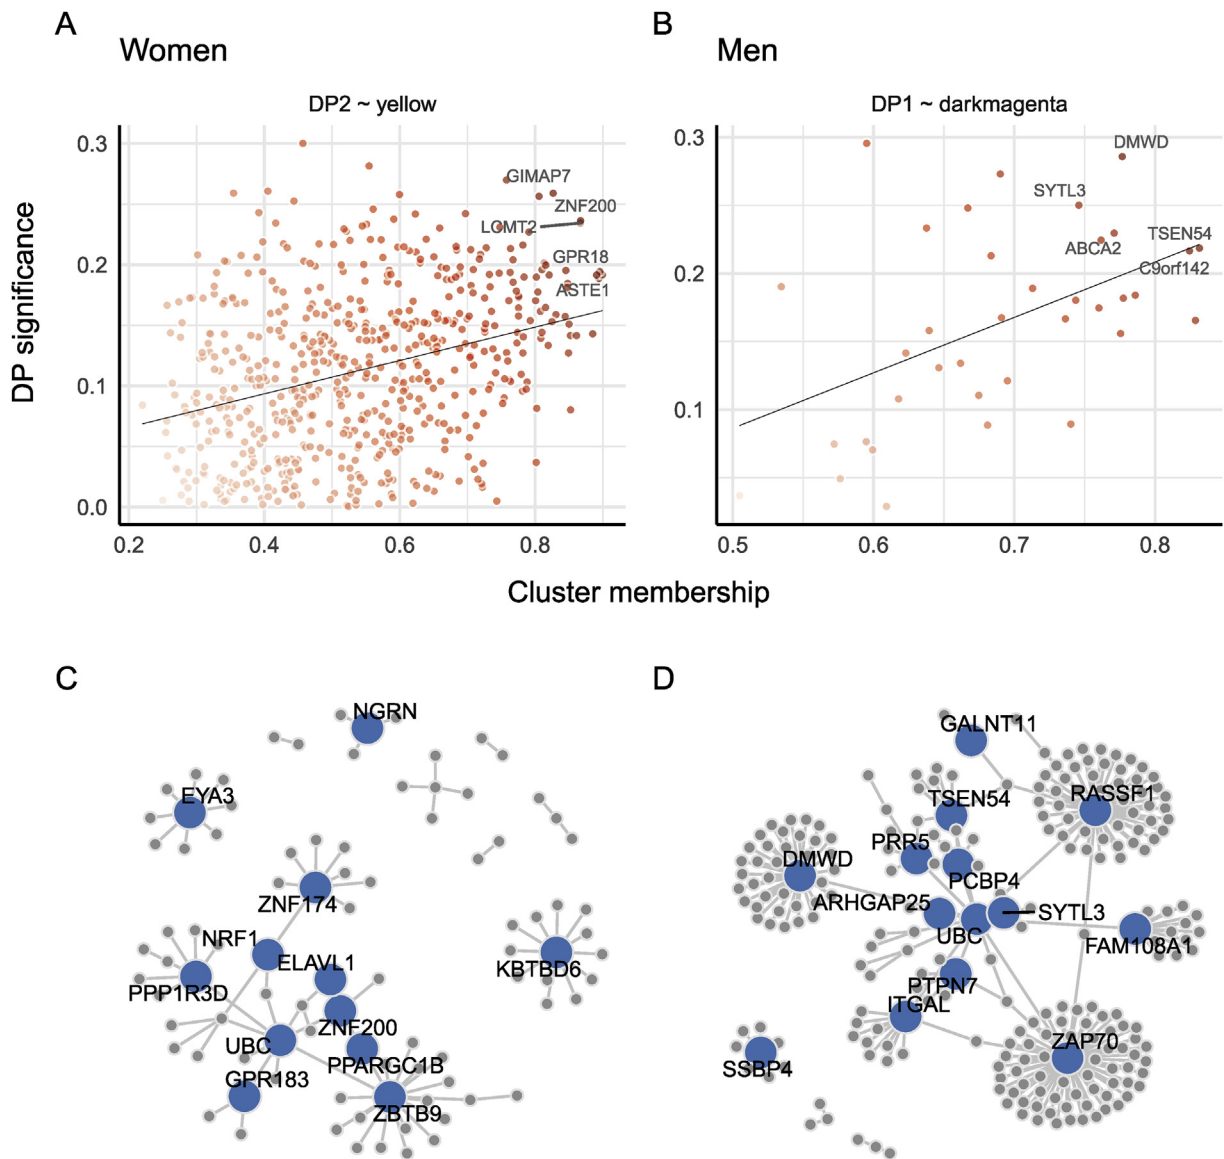 A
B
Women
Men
DP2 ~ yellow
DP1 ~ darkmagenta
DP significance
0.3
0.2
0.1
0.0
GIMAP7
ZNF200
LCMT2
GPR18
ASTE1
0.2
0.4
0.6
0.8
0.3
0.2
0.1
DMWD
SYTL3
ABCA2
TSEN54
C9orf142
0.5
0.6
0.7
0.8
Cluster membership
C
NGRN
EYA3
ZNF174
NRF1
ELAVL1
PPP1R3D
KBTBD6
ZNF200
UBC
PPARGC1B
GPR183
ZBTB9
D
GALNT11
TSEN54
RASSF1
PRR5
DMWD
PCBP4
ARHGAP25
SYTL3
UBC
FAM108A1
PTPN7
ITGAL
ZAP70
SSBP4